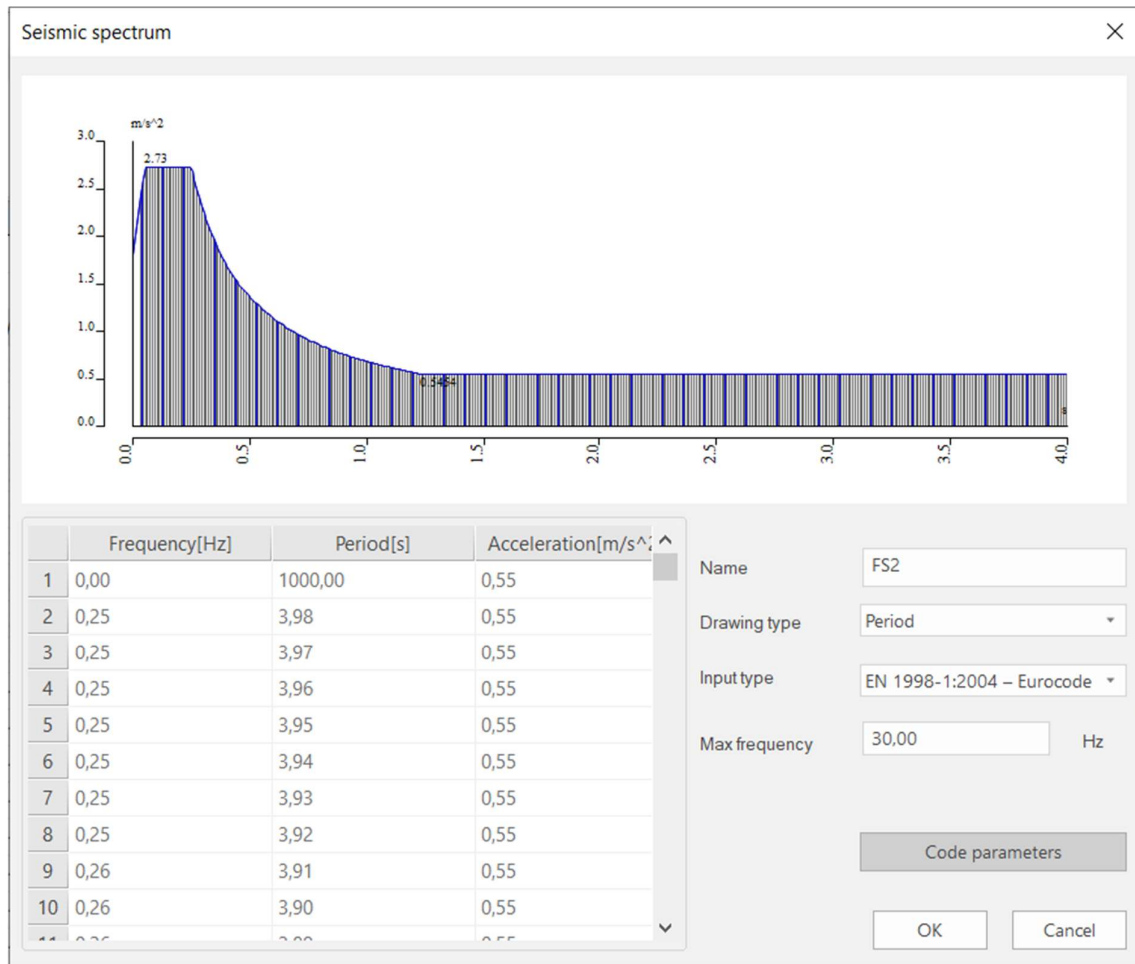 Seismic spectrum
m/s^2
3.0
2.73
2.5
2.0
1.5
1.0
0.5
0.5454
s
0.0
0.0 0.5 1.0 1.5 2.0 2.5 3.0 3.5 4.0
Frequency[Hz] Period[s] Acceleration[m/s^2
1 0,00 1000,00 0,55
2 0,25 3,98 0,55
3 0,25 3,97 0,55
4 0,25 3,96 0,55
5 0,25 3,95 0,55
6 0,25 3,94 0,55
7 0,25 3,93 0,55
8 0,25 3,92 0,55
9 0,26 3,91 0,55
10 0,26 3,90 0,55
Name FS2
Drawing type Period
Input type EN 1998-1:2004 – Eurocode
Max frequency 30,00 Hz
Code parameters
OK Cancel